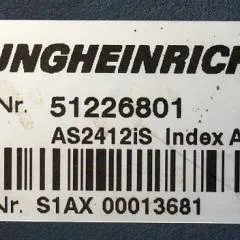 UNGHEINRICH
Nr. 51226801
AS2412iS Index A
Nr. S1AX 00013681